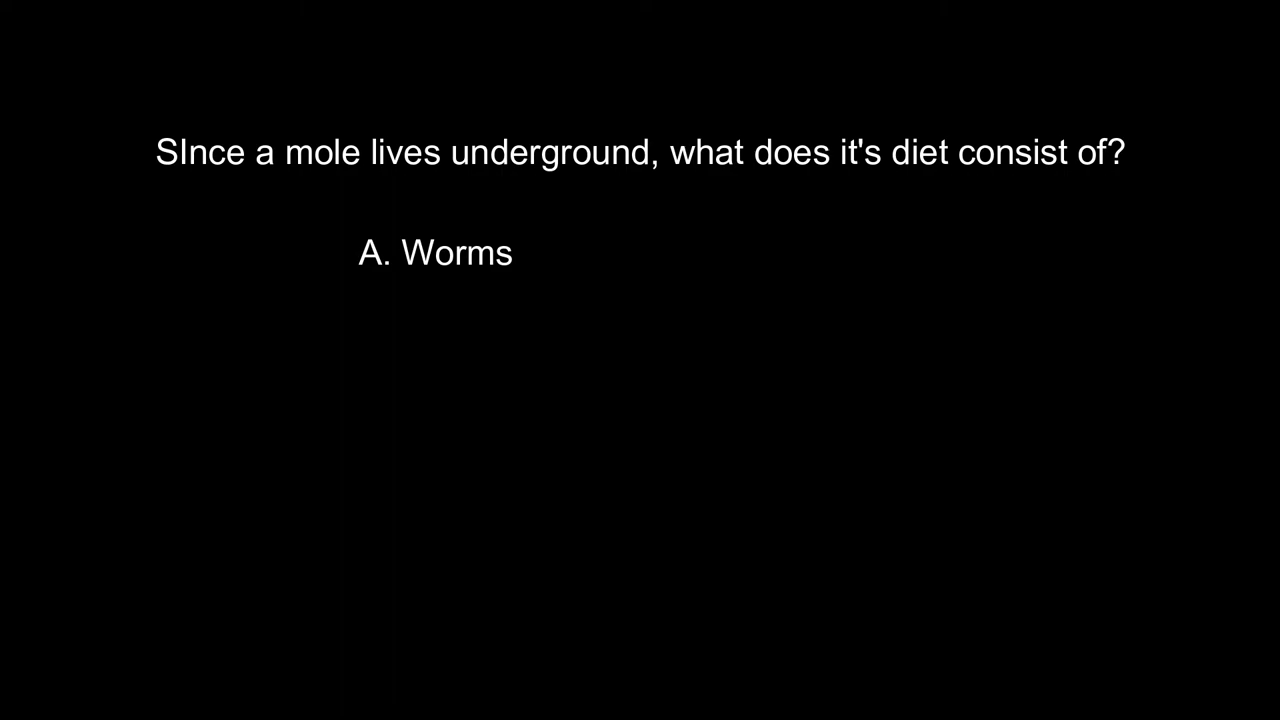 SInce a mole lives underground, what does it's diet consist of?
A. Worms